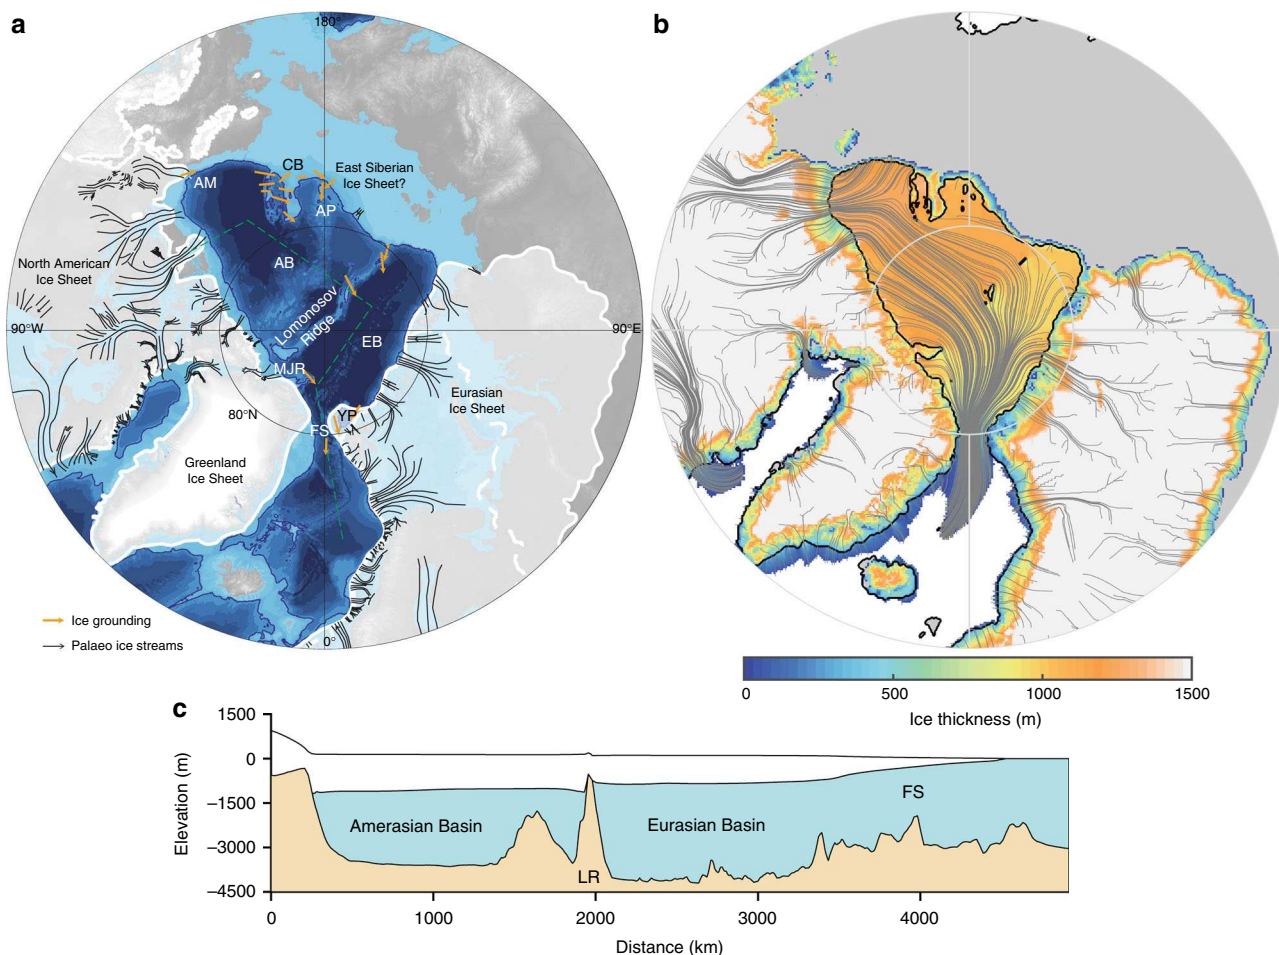 a
180°
CB
East Siberian
Ice Sheet?
AM
AP
North American
Ice Sheet
AB
90°W
90°E
Lomonosov
Ridge
EB
MJR
Eurasian
Ice Sheet
80°N
YP
FS
Greenland
Ice Sheet
Ice grounding
Palaeo ice streams
0°
b
0
500
1000
1500
Ice thickness (m)
c
1500
0
−1500
−3000
−4500
Elevation (m)
Amerasian Basin
Eurasian Basin
FS
LR
0
1000
2000
3000
4000
Distance (km)